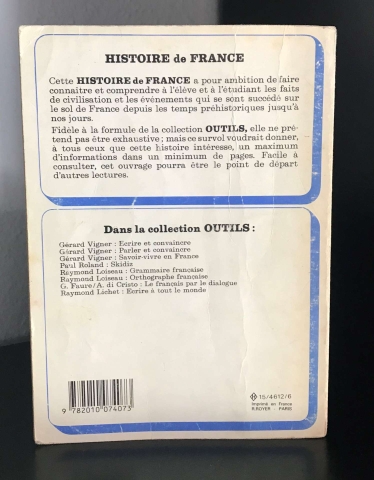 HISTOIRE de FRANCE
Cette HISTOIRE de FRANCE a pour ambition de faire
connaitre et comprendre à l'élève et à l'étudiant les faits
de civilisation et les événements qui se sont succédé sur
le sol de France depuis les temps préhistoriques jusqu'à
nos jours.
Fidèle à la formule de la collection OUTILS, elle ne pré-
tend pas être exhaustive ; mais ce survol voudrait donner,
à tous ceux que cette histoire intéresse, un maximum
d'informations dans un minimum de pages. Facile à
consulter, cet ouvrage pourra être le point de départ
d'autres lectures.
Dans la collection OUTILS :
Gérard Vigner : Ecrire et convaincre
Gérard Vigner : Parler et convaincre
Gérard Vigner : Savoir-vivre en France
Paul Roland : Skidiz
Raymond Loiseau : Grammaire française
Raymond Loiseau : Orthographe française
G. Faure/A. di Cristo : Le français par le dialogue
Raymond Lichet : Ecrire à tout le monde
9 782010 074073
15/4612/6
Imprimé en France
R.ROYER - PARIS